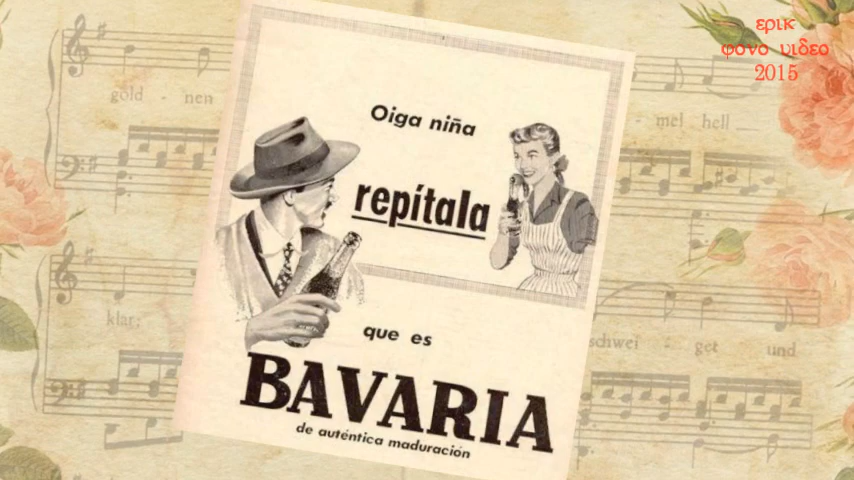 ερικ
φονο υιδεο
2015
gold - nen
- mel hell
Oiga niña
repítala
klar;
schwei - get und
que es
BAVARIA
de auténtica maduración